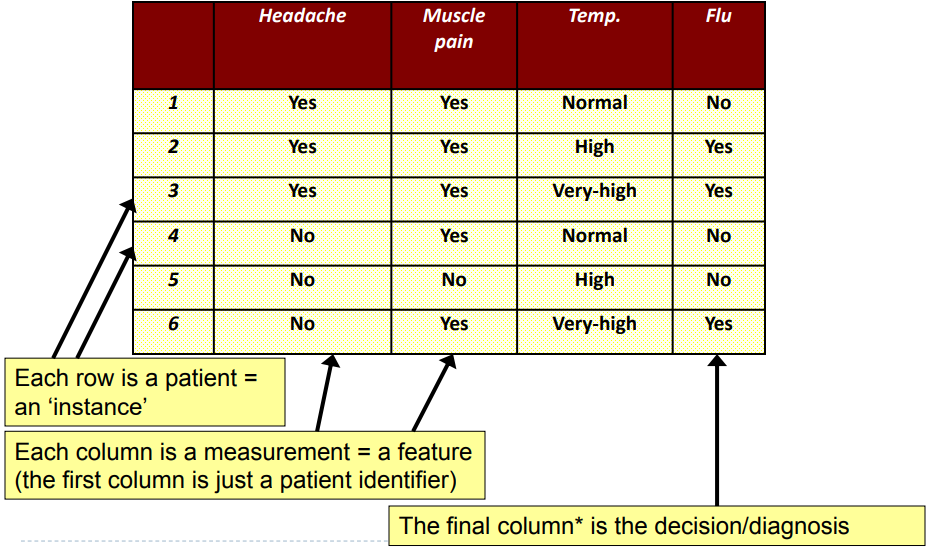 Headache Muscle pain Temp. Flu
1 Yes Yes Normal No
2 Yes Yes High Yes
3 Yes Yes Very-high Yes
4 No Yes Normal No
5 No No High No
6 No Yes Very-high Yes
Each row is a patient =
an ‘instance’
Each column is a measurement = a feature
(the first column is just a patient identifier)
The final column* is the decision/diagnosis